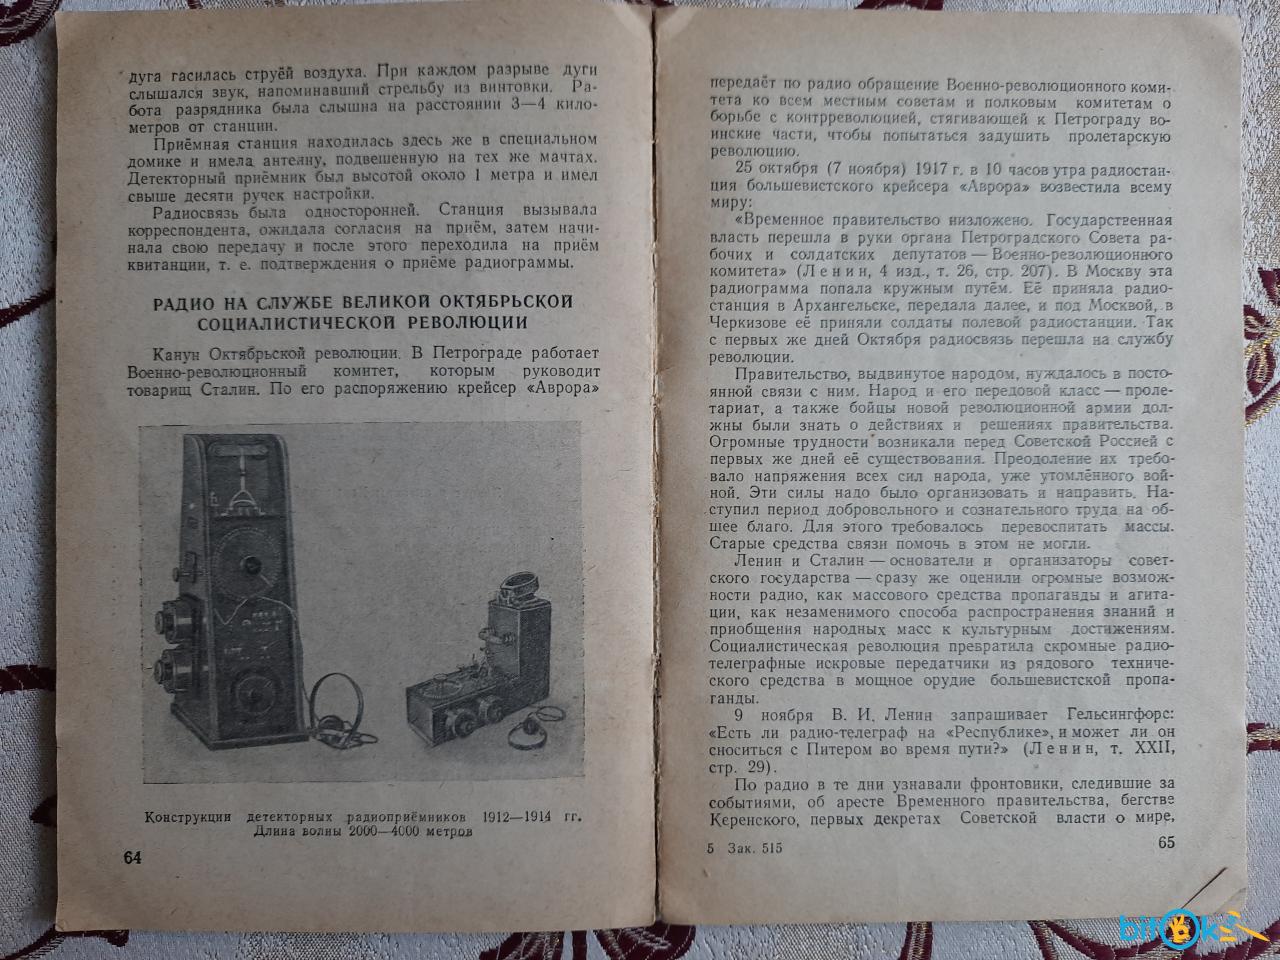 дуга гасилась струёй воздуха. При каждом разрыве дуги
слышался звук, напоминавший стрельбу из винтовки. Ра-
бота разрядника была слышна на расстоянии 3—4 кило-
метров от станции.
Приёмная станция находилась здесь же в специальном
домике и имела антенну, подвешенную на тех же мачтах.
Детекторный приёмник был высотой около 1 метра и имел
свыше десяти ручек настройки.
Радиосвязь была односторонней. Станция вызывала
корреспондента, ожидала согласия на приём, затем начи-
нала свою передачу и после этого переходила на приём
квитанции, т. е. подтверждения о приёме радиограммы.
РАДИО НА СЛУЖБЕ ВЕЛИКОЙ ОКТЯБРЬСКОЙ
СОЦИАЛИСТИЧЕСКОЙ РЕВОЛЮЦИИ
Канун Октябрьской революции. В Петрограде работает
Военно-революционный комитет, которым руководит
товарищ Сталин. По его распоряжению крейсер «Аврора»
Конструкции детекторных радиоприёмников 1912—1914 гг.
Длина волны 2000—4000 метров
64
передаёт по радио обращение Военно-революционного коми-
тета ко всем местным советам и полковым комитетам о
борьбе с контрреволюцией, стягивающей к Петрограду во-
инские части, чтобы попытаться задушить пролетарскую
революцию.
25 октября (7 ноября) 1917 г. в 10 часов утра радиостан-
ция большевистского крейсера «Аврора» возвестила всему
миру:
«Временное правительство низложено. Государственная
власть перешла в руки органа Петроградского Совета ра-
бочих и солдатских депутатов — Военно-революционного
комитета» (Ленин, 4 изд., т. 26, стр. 207). В Москву эта
радиограмма попала кружным путём. Её приняла радио-
станция в Архангельске, передала далее, и под Москвой, в
Черкизове её приняли солдаты полевой радиостанции. Так
с первых же дней Октября радиосвязь перешла на службу
революции.
Правительство, выдвинутое народом, нуждалось в посто-
янной связи с ним. Народ и его передовой класс — проле-
тариат, а также бойцы новой революционной армии дол-
жны были знать о действиях и решениях правительства.
Огромные трудности возникали перед Советской Россией с
первых же дней её существования. Преодоление их требо-
вало напряжения всех сил народа, уже утомлённого вой-
ной. Эти силы надо было организовать и направить. На-
ступил период добровольного и сознательного труда на об-
щее благо. Для этого требовалось перевоспитать массы.
Старые средства связи помочь в этом не могли.
Ленин и Сталин — основатели и организаторы совет-
ского государства — сразу же оценили огромные возмож-
ности радио, как массового средства пропаганды и агита-
ции, как незаменимого способа распространения знаний и
приобщения народных масс к культурным достижениям.
Социалистическая революция превратила скромные радио-
телеграфные искровые передатчики из рядового техниче-
ского средства в мощное орудие большевистской пропа-
ганды.
9 ноября В. И. Ленин запрашивает Гельсингфорс:
«Есть ли радио-телеграф на «Республике», и может ли он
сноситься с Питером во время пути?» (Ленин, т. XXII,
стр. 29).
По радио в те дни узнавали фронтовики, следившие за
событиями, об аресте Временного правительства, бегстве
Керенского, первых декретах Советской власти о мире,
5 Зак. 515
65
bitok